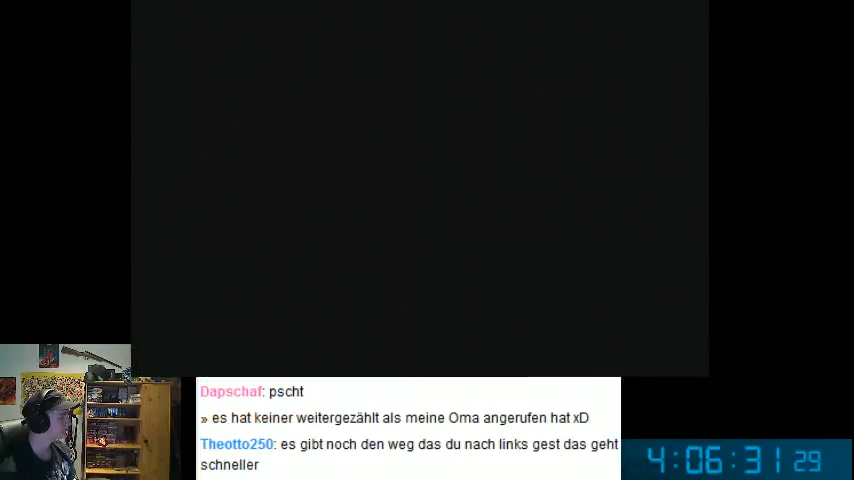 Dapschaf: pscht
» es hat keiner weitergezählt als meine Oma angerufen hat xD
Theotto250: es gibt noch den weg das du nach links gest das geht
schneller
4:06:31 29